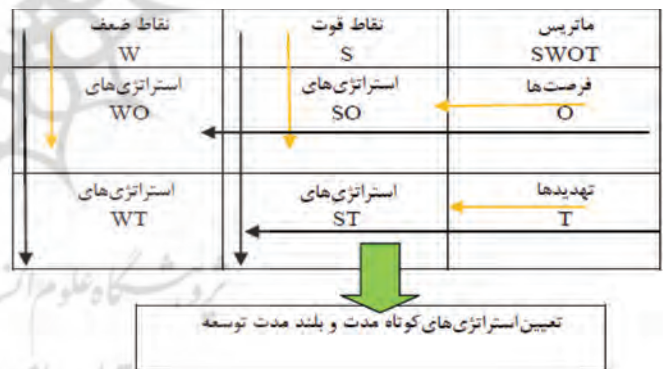 ماتریس
SWOT
نقاط قوت
S
نقاط ضعف
W
فرصت‌ها
O
استراتژی‌های
SO
استراتژی‌های
WO
تهدیدها
T
استراتژی‌های
ST
استراتژی‌های
WT
تعیین استراتژی‌های کوتاه مدت و بلند مدت توسعه